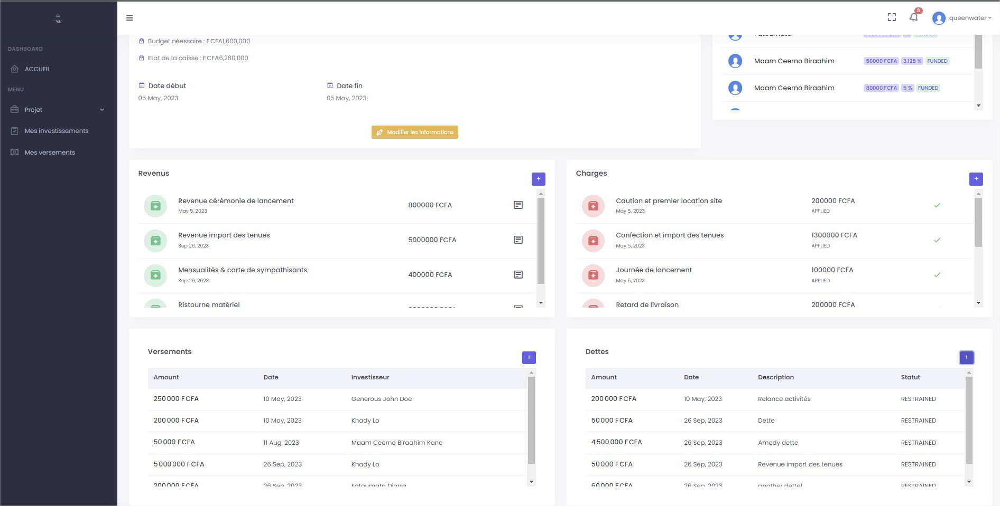 3
queenwater
DASHBOARD
ACCUEIL
MENU
Projet
Mes investissements
Mes versements
Budget néessaire : FCFA1,600,000
Etat de la caisse : FCFA6,280,000
Date début
Date fin
05 May, 2023
05 May, 2023
Modifier les informations
Maam Ceerno Biraahim 50000 FCFA 3.125 % FUNDED
Maam Ceerno Biraahim 80000 FCFA 5 % FUNDED
Revenus
+
Revenue cérémonie de lancement
May 5, 2023
800000 FCFA
Revenue import des tenues
Sep 26, 2023
5000000 FCFA
Mensualités & carte de sympathisants
Sep 26, 2023
400000 FCFA
Ristourne matériel
Charges
+
Caution et premier location site
May 5, 2023
200000 FCFA
APPLIED
Confection et import des tenues
May 5, 2023
1300000 FCFA
APPLIED
Journée de lancement
May 5, 2023
100000 FCFA
APPLIED
Retard de livraison
200000 FCFA
Versements
+
Amount Date Investisseur
250 000 FCFA 10 May, 2023 Generous John Doe
200 000 FCFA 10 May, 2023 Khady Lo
50 000 FCFA 11 Aug, 2023 Maam Ceerno Biraahim Kane
5 000 000 FCFA 26 Sep, 2023 Khady Lo
200 000 FCFA 26 Sep, 2023 Fatoumata Diarra
Dettes
+
Amount Date Description Statut
200 000 FCFA 10 May, 2023 Relance activités RESTRAINED
50 000 FCFA 26 Sep, 2023 Dette RESTRAINED
4 500 000 FCFA 26 Sep, 2023 Amedy dette RESTRAINED
50 000 FCFA 26 Sep, 2023 Revenue import des tenues RESTRAINED
60 000 FCFA 26 Sep, 2023 another dette! RESTRAINED